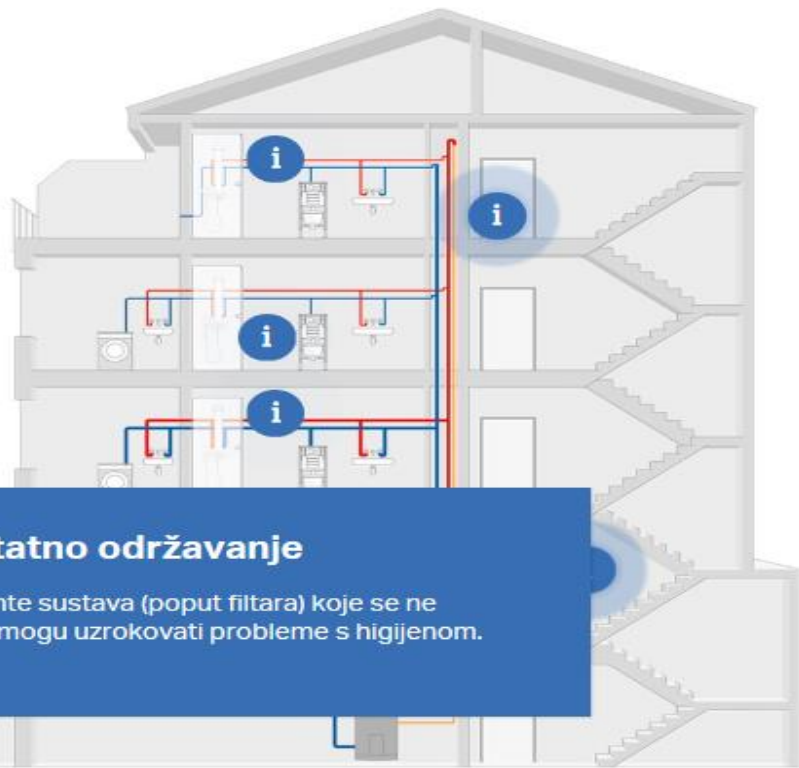 i
i
i
i
tatno održavanje
nte sustava (poput filtara) koje se ne
mogu uzrokovati probleme s higijenom.